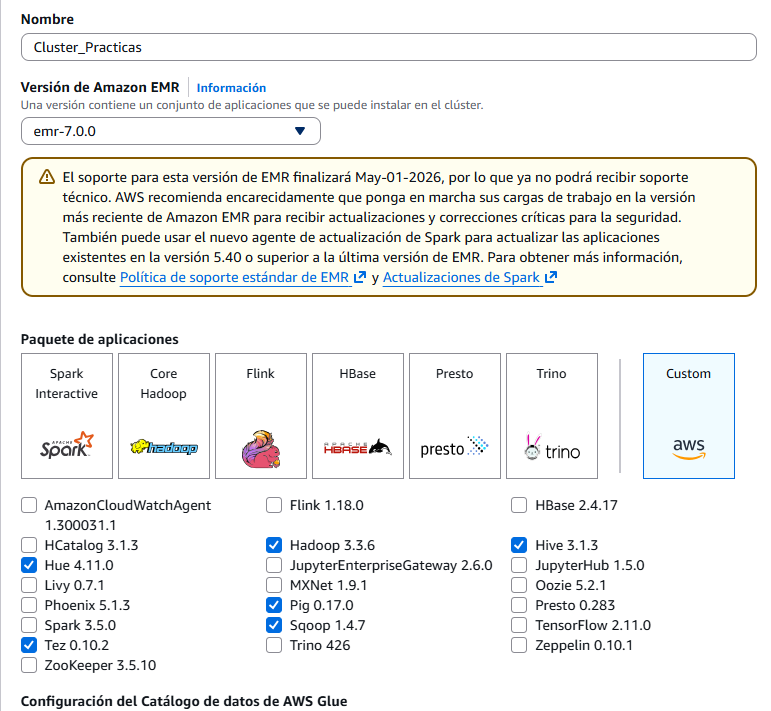 Nombre
Cluster_Practicas
Versión de Amazon EMR Información
Una versión contiene un conjunto de aplicaciones que se puede instalar en el clúster.
emr-7.0.0
El soporte para esta versión de EMR finalizará May-01-2026, por lo que ya no podrá recibir soporte
técnico. AWS recomienda encarecidamente que ponga en marcha sus cargas de trabajo en la versión
más reciente de Amazon EMR para recibir actualizaciones y correcciones críticas para la seguridad.
También puede usar el nuevo agente de actualización de Spark para actualizar las aplicaciones
existentes en la versión 5.40 o superior a la última versión de EMR. Para obtener más información,
consulte Política de soporte estándar de EMR y Actualizaciones de Spark
Paquete de aplicaciones
Spark
Interactive
APACHE
Spark
Core
Hadoop
hadoop
Flink
HBase
APACHE
HBASE
Presto
presto
Trino
trino
Custom
aws
AmazonCloudWatchAgent
1.300031.1
Flink 1.18.0
HBase 2.4.17
HCatalog 3.1.3
Hadoop 3.3.6
Hive 3.1.3
Hue 4.11.0
JupyterEnterpriseGateway 2.6.0
JupyterHub 1.5.0
Livy 0.7.1
MXNet 1.9.1
Oozie 5.2.1
Phoenix 5.1.3
Pig 0.17.0
Presto 0.283
Spark 3.5.0
Sqoop 1.4.7
TensorFlow 2.11.0
Tez 0.10.2
Trino 426
Zeppelin 0.10.1
ZooKeeper 3.5.10
Configuración del Catálogo de datos de AWS Glue